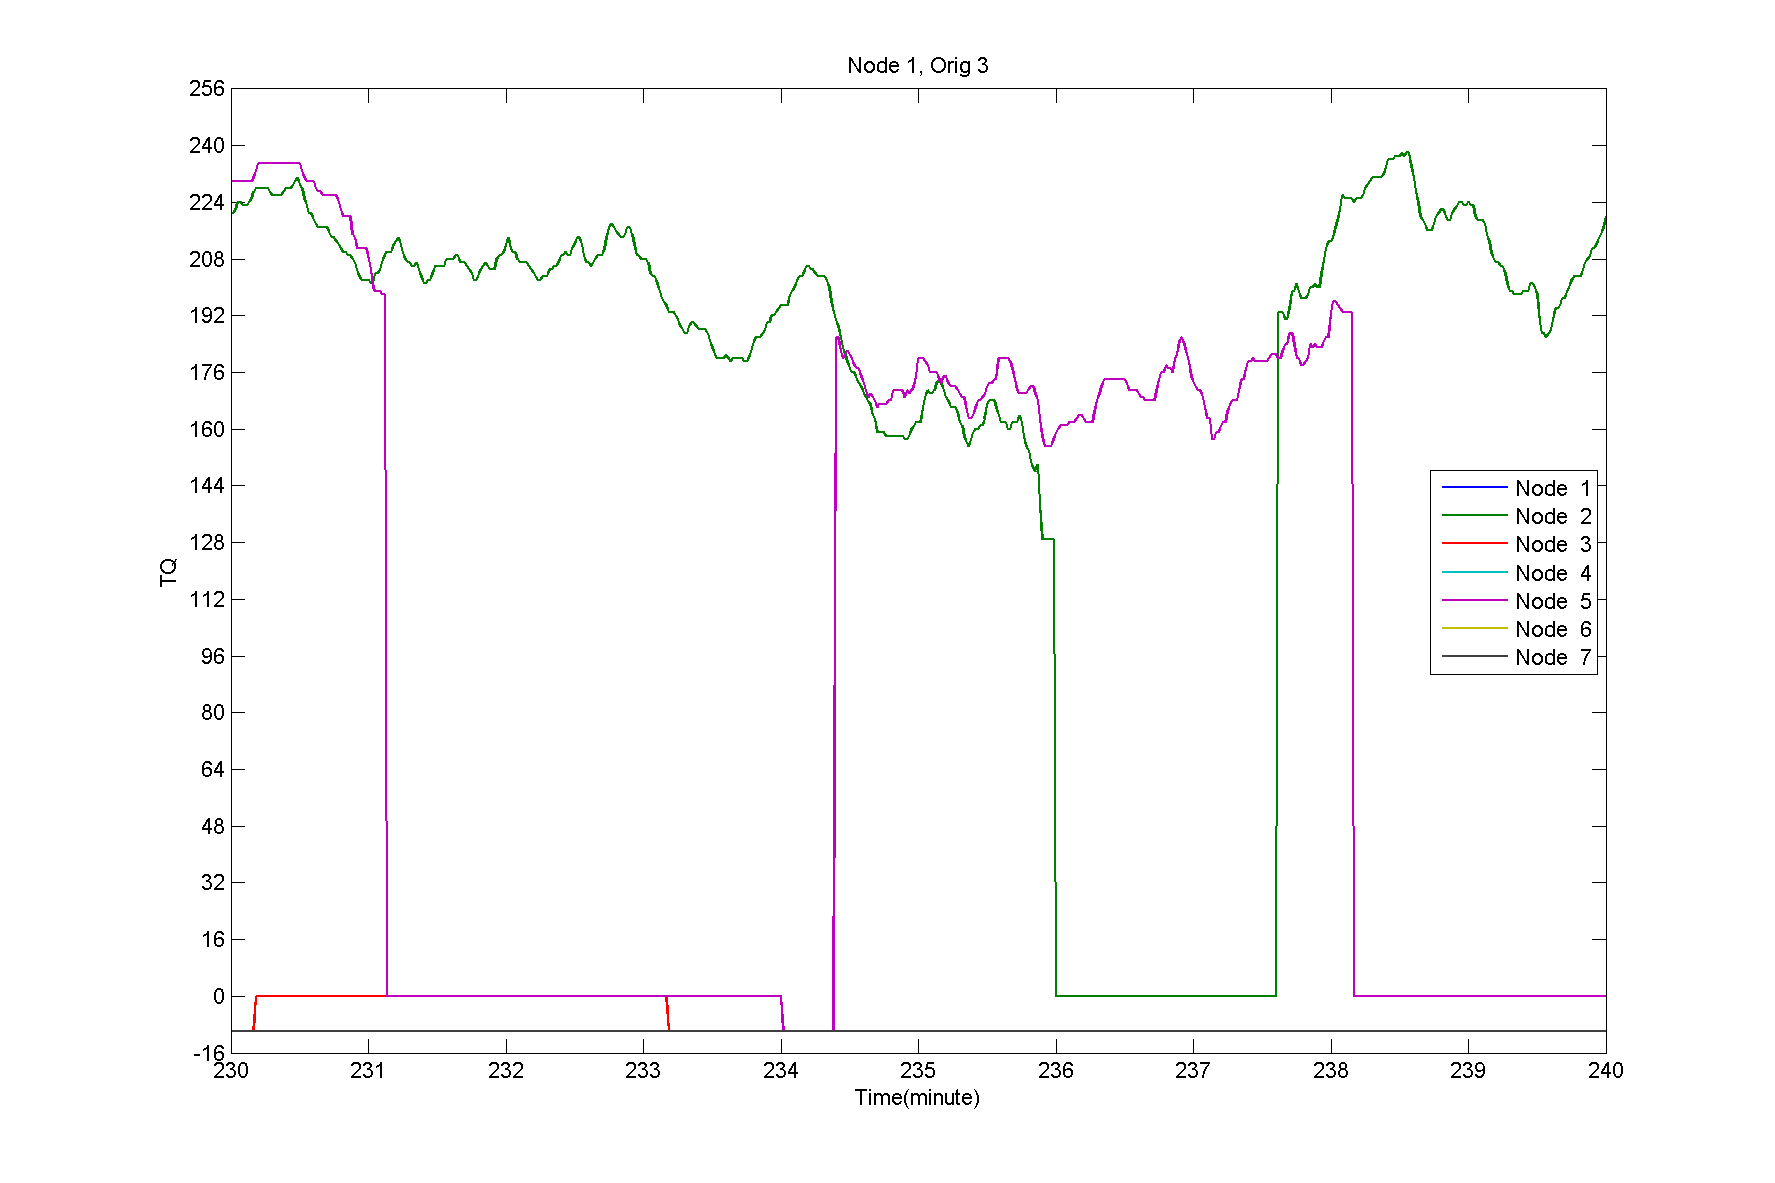 Node 1, Orig 3
256
240
224
208
192
176
160
144
128
112
96
80
64
48
32
16
0
-16
TQ
Node 1
Node 2
Node 3
Node 4
Node 5
Node 6
Node 7
230 231 232 233 234 235 236 237 238 239 240
Time(minute)